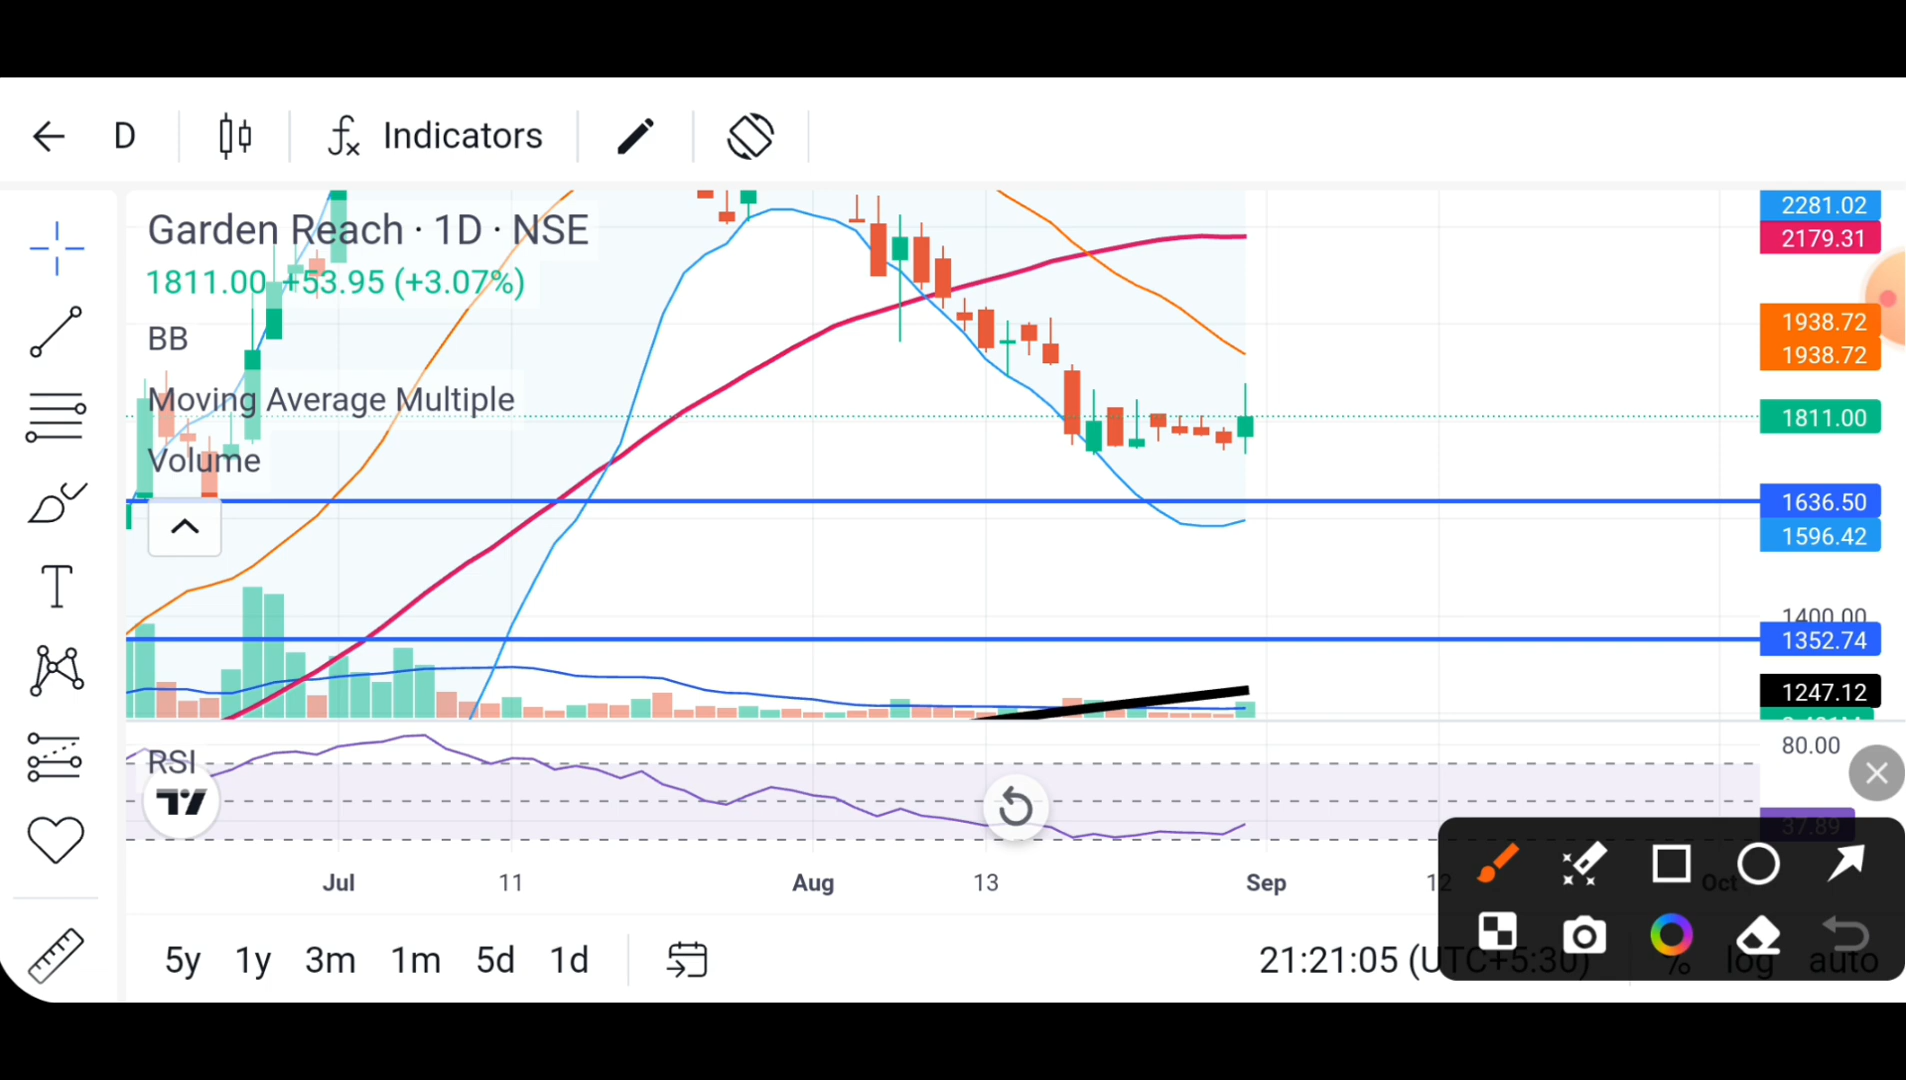 D
Indicators
Garden Reach · 1D · NSE
1811.00 +53.95 (+3.07%)
BB
Moving Average Multiple
Volume
2281.02
2179.31
1938.72
1938.72
1811.00
1636.50
1596.42
1400.00
1352.74
1247.12
RSI
80.00
37.89
Jul
11
Aug
13
Sep
12
Oct
5y 1y 3m 1m 5d 1d
21:21:05 (UTC+5:30)
% log auto